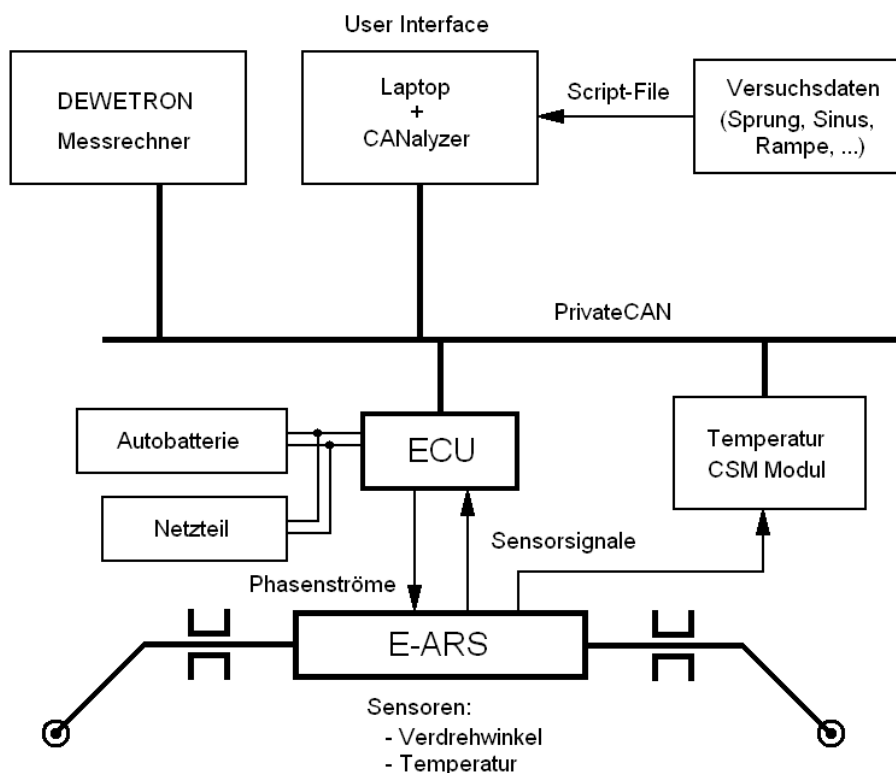 User Interface
DEWETRON
Messrechner
Laptop
+
CANalyzer
Script-File
Versuchsdaten
(Sprung, Sinus,
Rampe, ...)
PrivateCAN
Autobatterie
ECU
Temperatur
CSM Modul
Netzteil
Sensorsignale
Phasenströme
E-ARS
Sensoren:
- Verdrehwinkel
- Temperatur